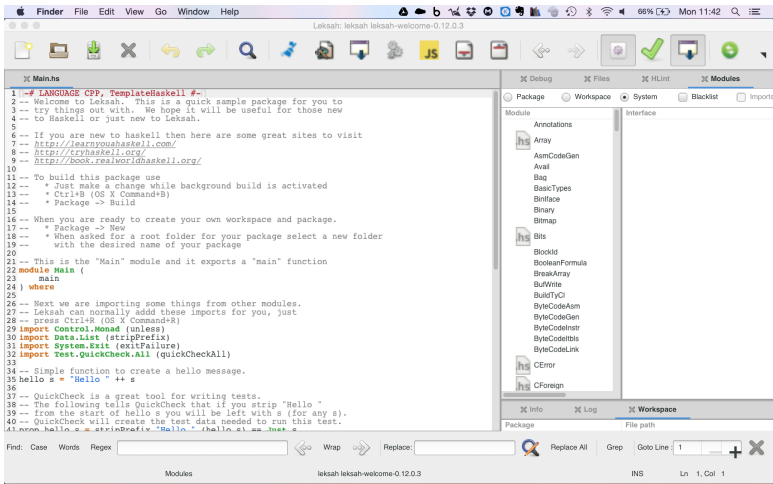 Finder File Edit View Go Window Help 66% Mon 11:42
Leksah: leksah leksah-welcome-0.12.0.3
JS
Main.hs
1 -# LANGUAGE CPP, TemplateHaskell #-
2 -- Welcome to Leksah. This is a quick sample package for you to
3 -- try things out with. We hope it will be useful for those new
4 -- to Haskell or just new to Leksah.
5
6 -- If you are new to haskell then here are some great sites to visit
7 -- http://learnyouahaskell.com/
8 -- http://tryhaskell.org/
9 -- http://book.realworldhaskell.org/
10
11 -- To build this package use
12 -- * Just make a change while background build is activated
13 -- * Ctrl+B (OS X Command+B)
14 -- * Package -> Build
15
16 -- When you are ready to create your own workspace and package.
17 -- * Package -> New
18 -- * When asked for a root folder for your package select a new folder
19 -- with the desired name of your package
20
21 -- This is the "Main" module and it exports a "main" function
22 module Main (
23 main
24 ) where
25
26 -- Next we are importing some things from other modules.
27 -- Leksah can normally addd these imports for you, just
28 -- press Ctrl+R (OS X Command+R)
29 import Control.Monad (unless)
30 import Data.List (stripPrefix)
31 import System.Exit (exitFailure)
32 import Test.QuickCheck.All (quickCheckAll)
33
34 -- Simple function to create a hello message.
35 hello s = "Hello " ++ s
36
37 -- QuickCheck is a great tool for writing tests.
38 -- The following tells QuickCheck that if you strip "Hello "
39 -- from the start of hello s you will be left with s (for any s).
40 -- QuickCheck will create the test data needed to run this test.
41 prop_hello s = stripPrefix "Hello " (hello s) == Just s
Debug Files HLint Modules
Package Workspace System Blacklist Imports
Module Interface
Annotations
.hs Array
AsmCodeGen
Avail
Bag
BasicTypes
BinIface
Binary
Bitmap
.hs Bits
BlockId
BooleanFormula
BreakArray
BufWrite
BuildTyCl
ByteCodeAsm
ByteCodeGen
ByteCodeInstr
ByteCodeItbls
ByteCodeLink
.hs CError
.hs CForeign
Info Log Workspace
Package File path
Find: Case Words Regex Wrap Replace: Replace All Grep Goto Line : 1
Modules leksah leksah-welcome-0.12.0.3 INS Ln 1, Col 1